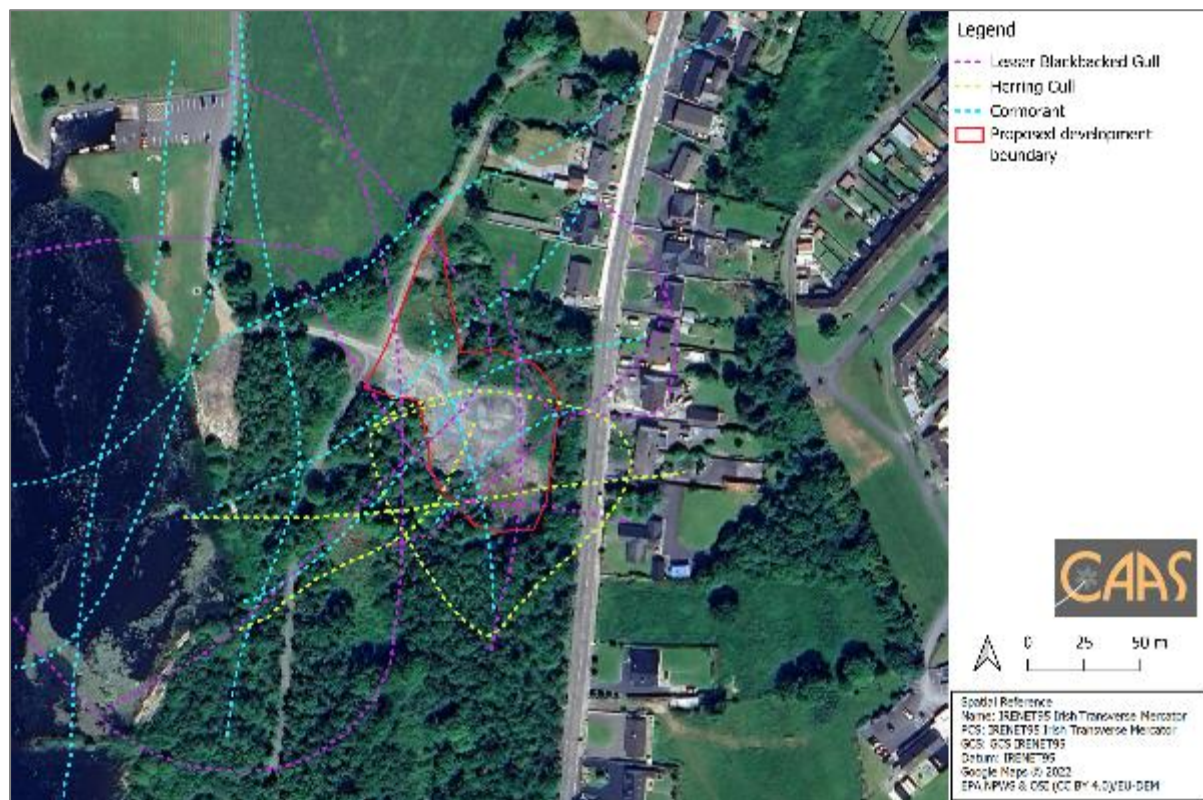 Legend
Lesser Blackbacked Gull
Herring Gull
Cormorant
Proposed development
boundary
CAAS
0 25 50 m
Spatial Reference
Name: IRENET95 Irish Transverse Mercator
PCS: IRENET95 Irish Transverse Mercator
GCS: GCS IRENET95
Datum: IRENET95
Google Maps © 2022
EPA NPWS & OSI (CC BY 4.0)/EU-DEM